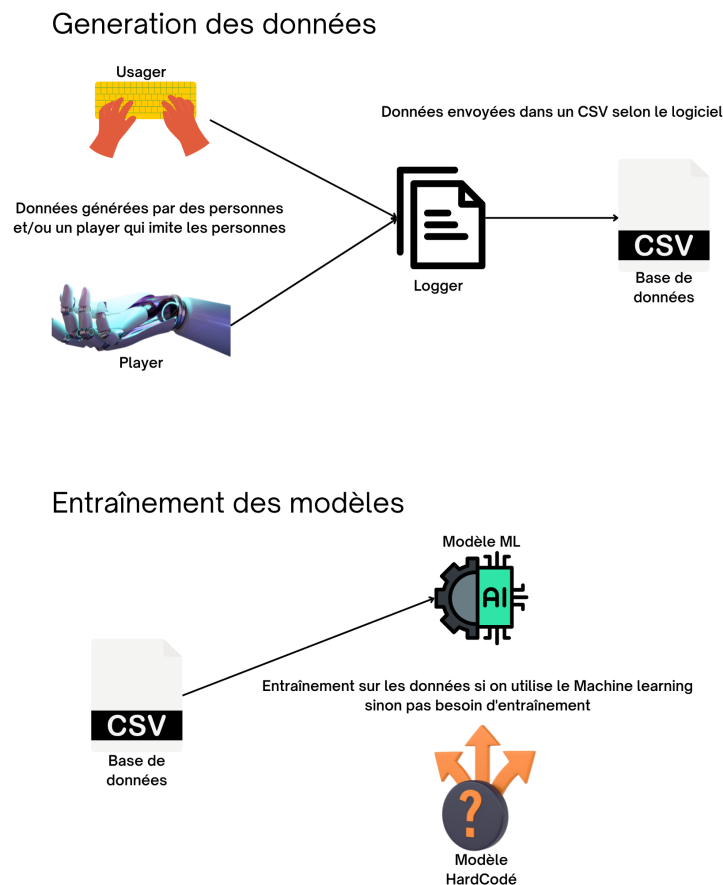 Generation des données
Usager
Données envoyées dans un CSV selon le logiciel
Données générées par des personnes
et/ou un player qui imite les personnes
CSV
Logger
Base de
données
Player
Entraînement des modèles
Modèle ML
AI
Entraînement sur les données si on utilise le Machine learning
sinon pas besoin d'entraînement
CSV
Base de
données
?
Modèle
HardCodé